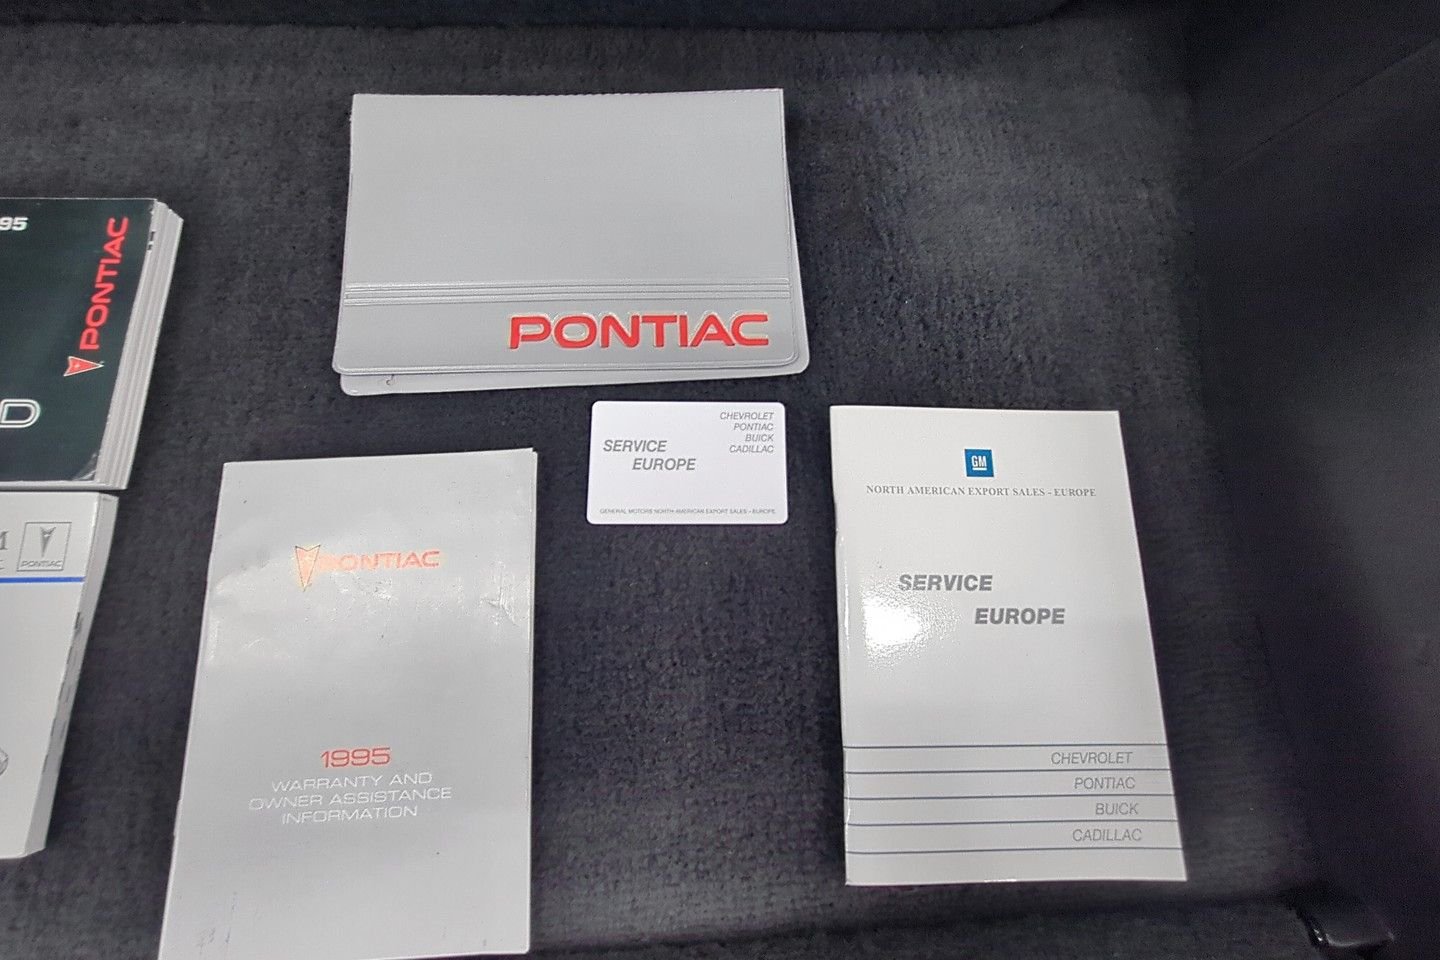 95
PONTIAC
D
PONTIAC
PONTIAC
PONTIAC
1995
WARRANTY AND
OWNER ASSISTANCE
INFORMATION
SERVICE
EUROPE
CHEVROLET
PONTIAC
BUICK
CADILLAC
GENERAL MOTORS NORTH AMERICAN EXPORT SALES - EUROPE
GM
NORTH AMERICAN EXPORT SALES - EUROPE
SERVICE
EUROPE
CHEVROLET
PONTIAC
BUICK
CADILLAC